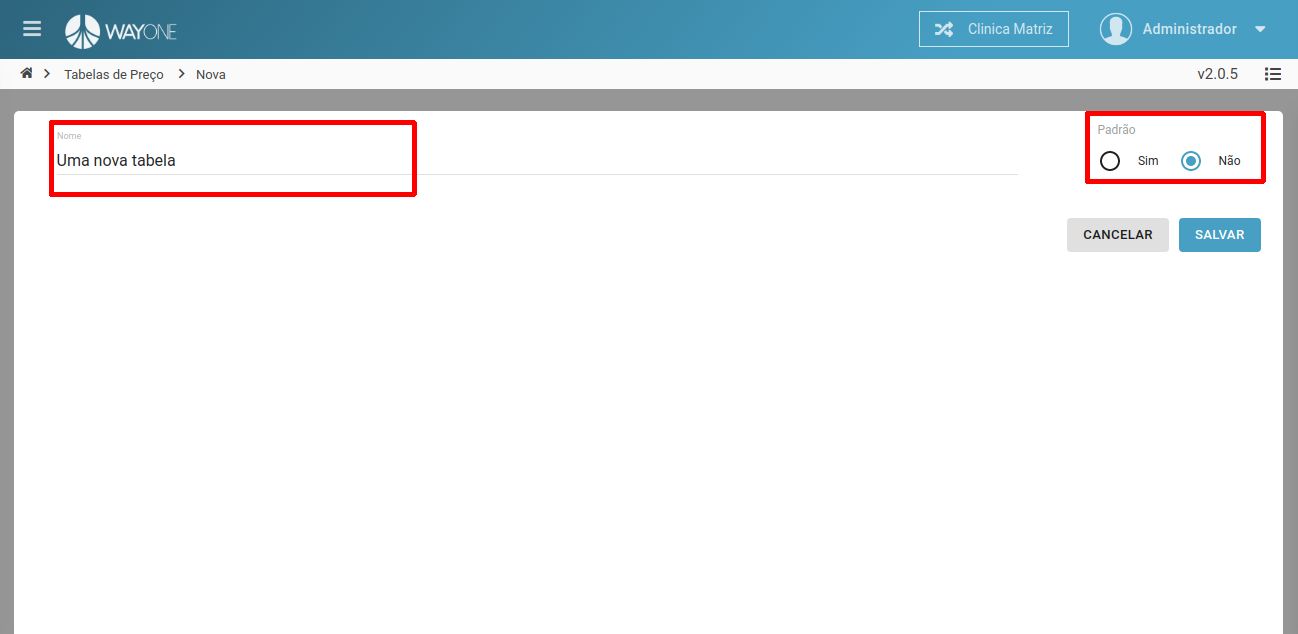 WAYONE
Clinica Matriz
Administrador
Tabelas de Preço
Nova
v2.0.5
Nome
Uma nova tabela
Padrão
Sim
Não
CANCELAR
SALVAR